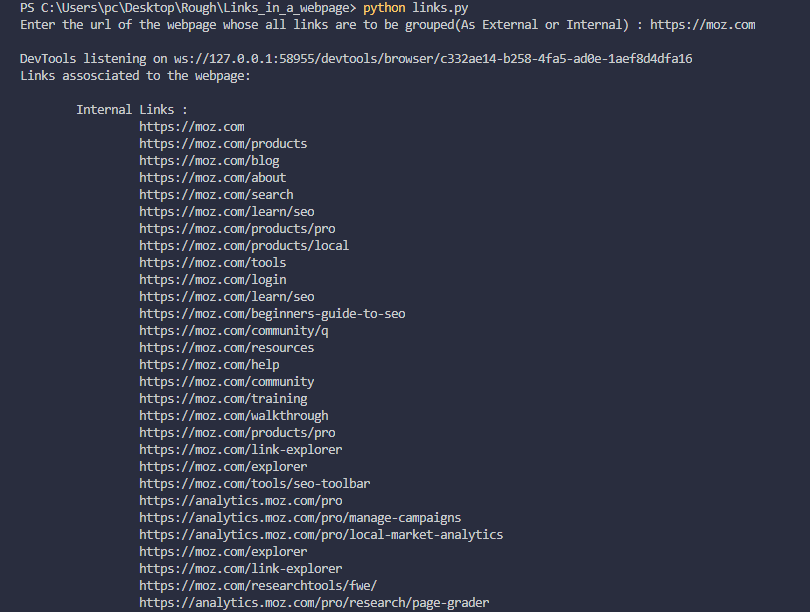 PS C:\Users\pc\Desktop\Rough\Links_in_a_webpage> python links.py
Enter the url of the webpage whose all links are to be grouped(As External or Internal) : https://moz.com
DevTools listening on ws://127.0.0.1:58955/devtools/browser/c332ae14-b258-4fa5-ad0e-1aef8d4dfa16
Links assosciated to the webpage:
Internal Links :
https://moz.com
https://moz.com/products
https://moz.com/blog
https://moz.com/about
https://moz.com/search
https://moz.com/learn/seo
https://moz.com/products/pro
https://moz.com/products/local
https://moz.com/tools
https://moz.com/login
https://moz.com/learn/seo
https://moz.com/beginners-guide-to-seo
https://moz.com/community/q
https://moz.com/resources
https://moz.com/help
https://moz.com/community
https://moz.com/training
https://moz.com/walkthrough
https://moz.com/products/pro
https://moz.com/link-explorer
https://moz.com/explorer
https://moz.com/tools/seo-toolbar
https://analytics.moz.com/pro
https://analytics.moz.com/pro/manage-campaigns
https://analytics.moz.com/pro/local-market-analytics
https://moz.com/explorer
https://moz.com/link-explorer
https://moz.com/researchtools/fwe/
https://analytics.moz.com/pro/research/page-grader